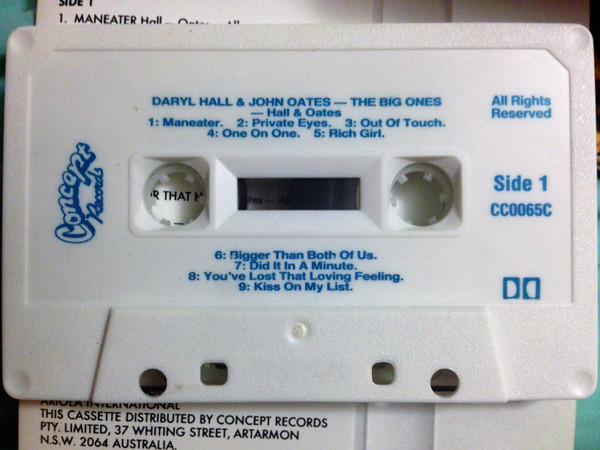 SIDE 1
1. MANEATER Hall — Oates — All
DARYL HALL & JOHN OATES — THE BIG ONES
— Hall & Oates
1: Maneater. 2: Private Eyes. 3: Out Of Touch.
4: One On One. 5: Rich Girl.
All Rights
Reserved
Concept
Records
R THAT H
Side 1
CC0065C
6: Bigger Than Both Of Us.
7: Did It In A Minute.
8: You've Lost That Loving Feeling.
9: Kiss On My List.
ARIOLA INTERNATIONAL
THIS CASSETTE DISTRIBUTED BY CONCEPT RECORDS
PTY. LIMITED, 37 WHITING STREET, ARTARMON
N.S.W. 2064 AUSTRALIA.